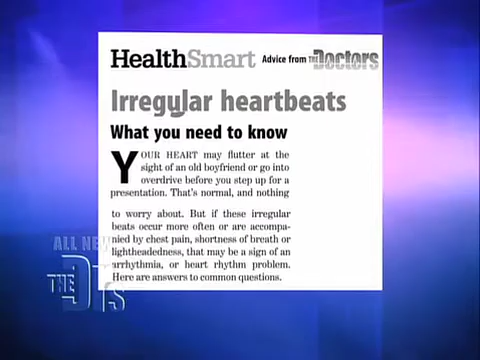 HealthSmart Advice from THE Doctors
Irregular heartbeats
What you need to know
YOUR HEART may flutter at the
sight of an old boyfriend or go into
overdrive before you step up for a
presentation. That's normal, and nothing
to worry about. But if these irregular
beats occur more often or are accompa-
nied by chest pain, shortness of breath or
lightheadedness, that may be a sign of an
arrhythmia, or heart rhythm problem.
Here are answers to common questions.
ALL NEW
THE